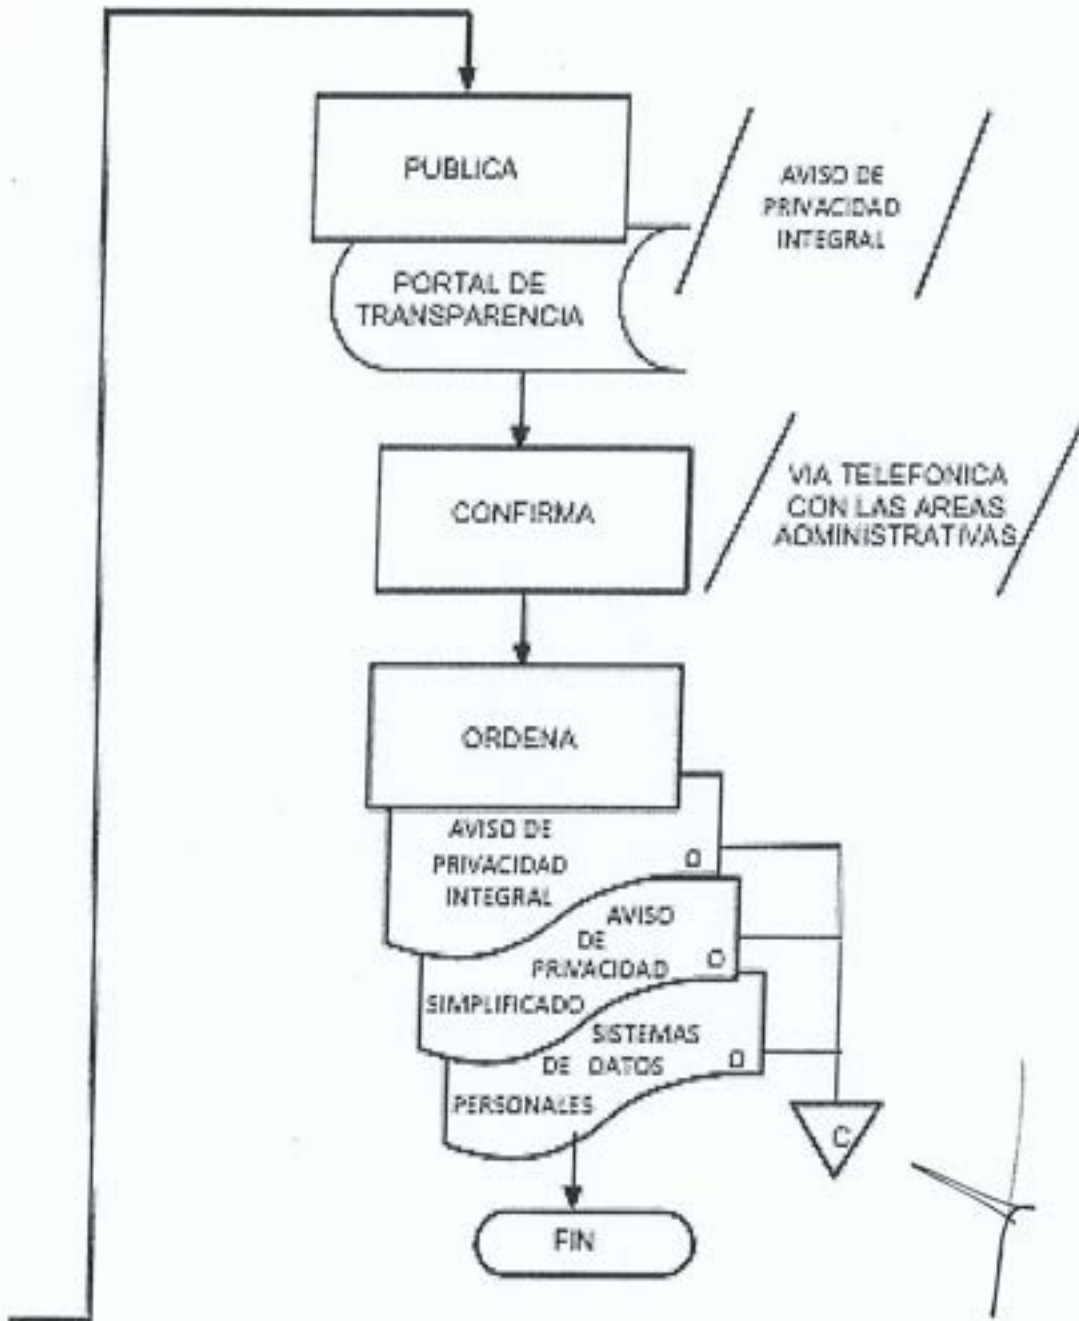 PUBLICA
AVISO DE
PRIVACIDAD
INTEGRAL
PORTAL DE
TRANSPARENCIA
CONFIRMA
VIA TELEFONICA
CON LAS AREAS
ADMINISTRATIVAS
ORDENA
AVISO DE
PRIVACIDAD
INTEGRAL
O
AVISO
DE
PRIVACIDAD
SIMPLIFICADO
O
SISTEMAS
DE DATOS
PERSONALES
O
C
FIN